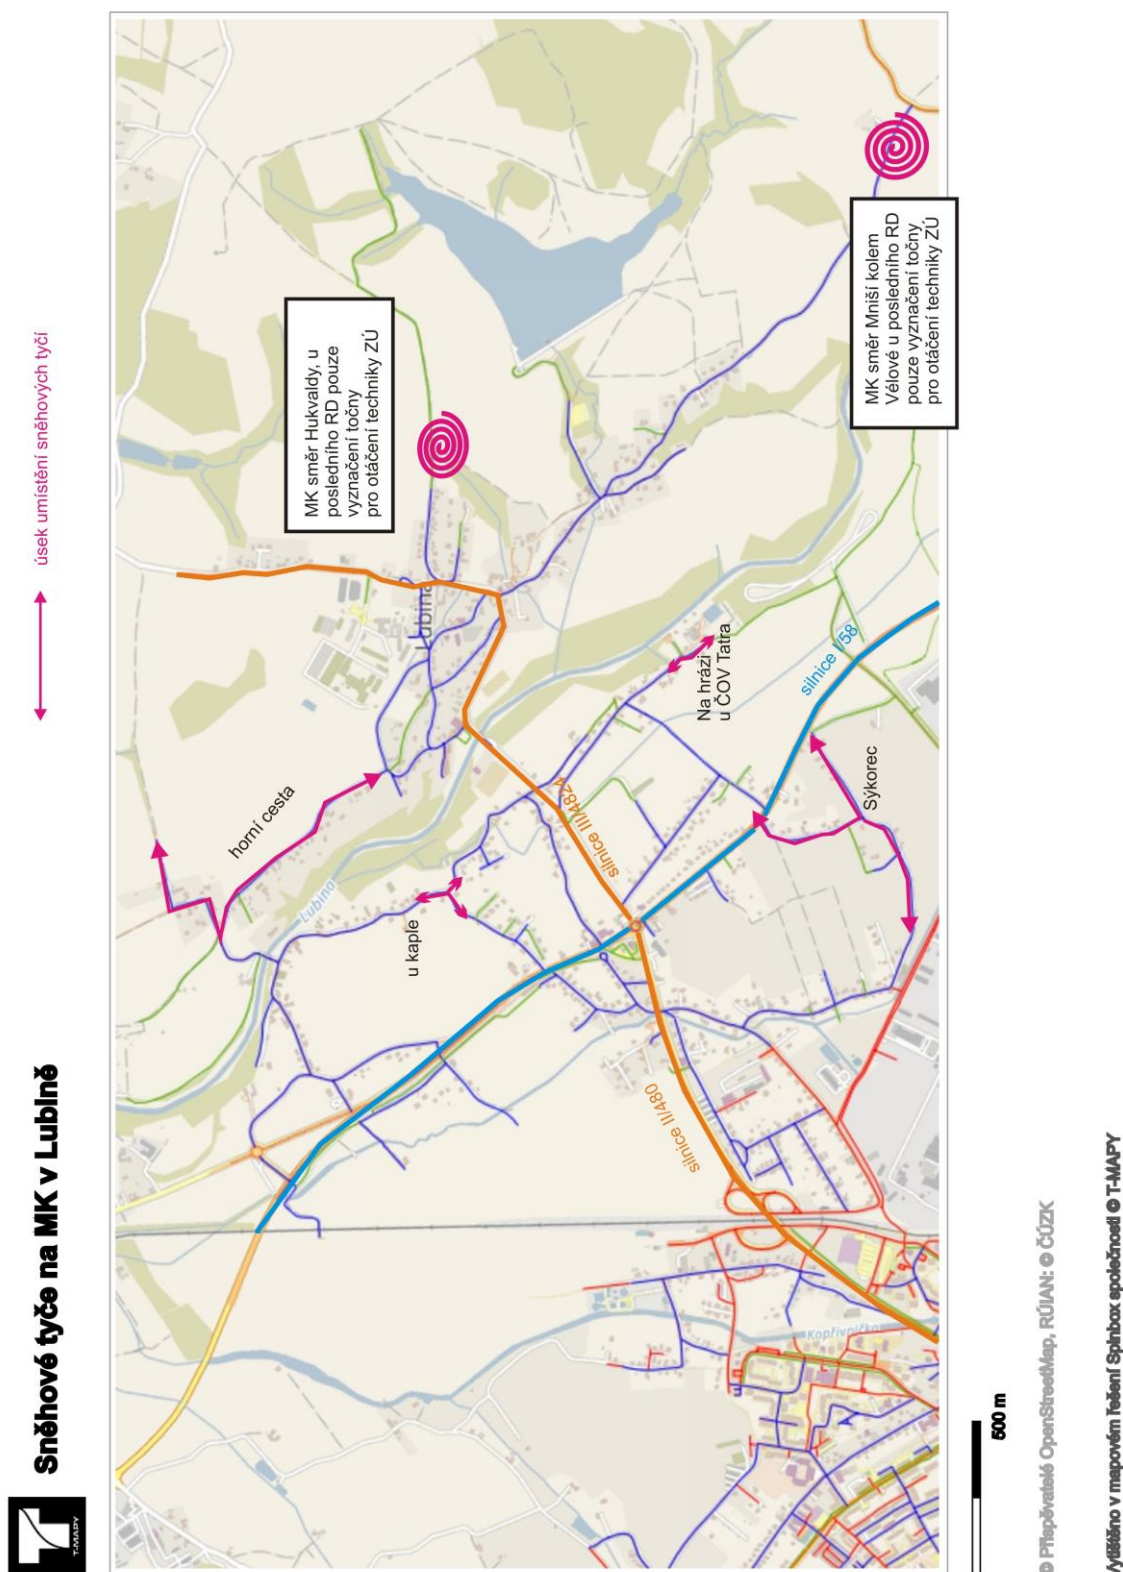 T-MAPY
Sněhové tyče na MK v Lubině
úsek umístění sněhových tyčí
MK směr Hukvaldy, u
posledního RD pouze
vyznačení točny
pro otáčení techniky ZÚ
MK směr Mniší kolem
Vélové u posledního RD
pouze vyznačení točny
pro otáčení techniky ZÚ
horní cesta
Lubina
Lubina
u kaple
Na hrázi
u ČOV Tatra
silnice I/58
silnice III/4824
Sýkorec
silnice II/480
Kopřivnička
500 m
© Přispěvatelé OpenStreetMap, RÚIAN: © ČÚZK
Vytištěno v mapovém řešení Spinbox společnosti © T-MAPY